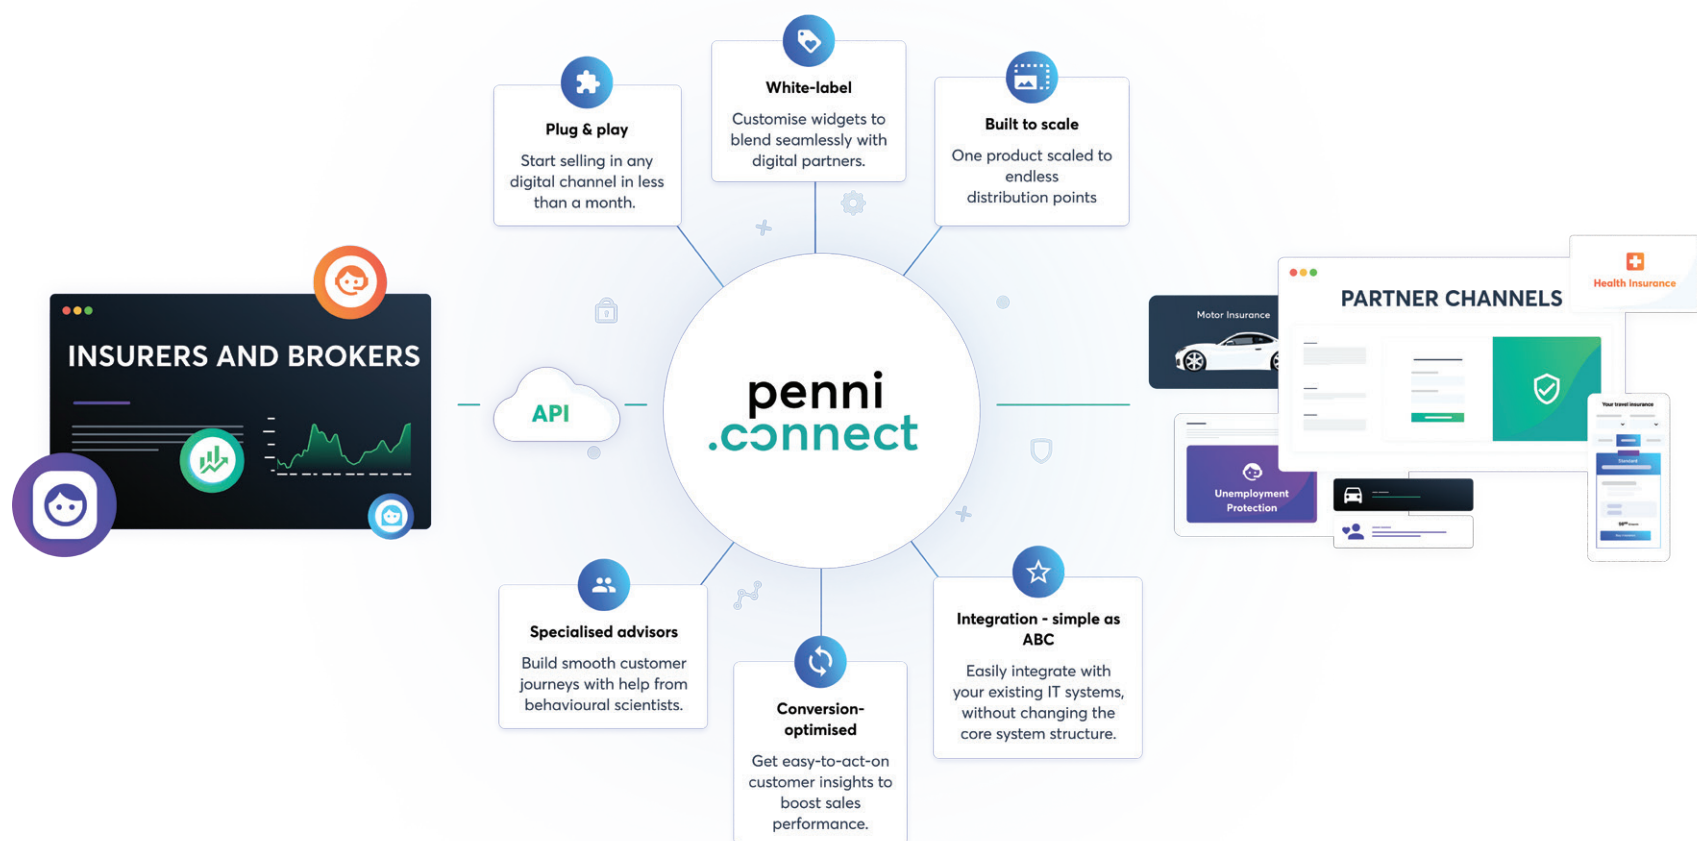 Plug & play
Start selling in any
digital channel in less
than a month.
White-label
Customise widgets to
blend seamlessly with
digital partners.
Built to scale
One product scaled to
endless
distribution points
INSURERS AND BROKERS
API
penni
.connect
Motor Insurance
PARTNER CHANNELS
Health Insurance
Unemployment
Protection
Your travel insurance
Standard
Specialised advisors
Build smooth customer
journeys with help from
behavioural scientists.
Conversion-
optimised
Get easy-to-act-on
customer insights to
boost sales
performance.
Integration - simple as
ABC
Easily integrate with
your existing IT systems,
without changing the
core system structure.